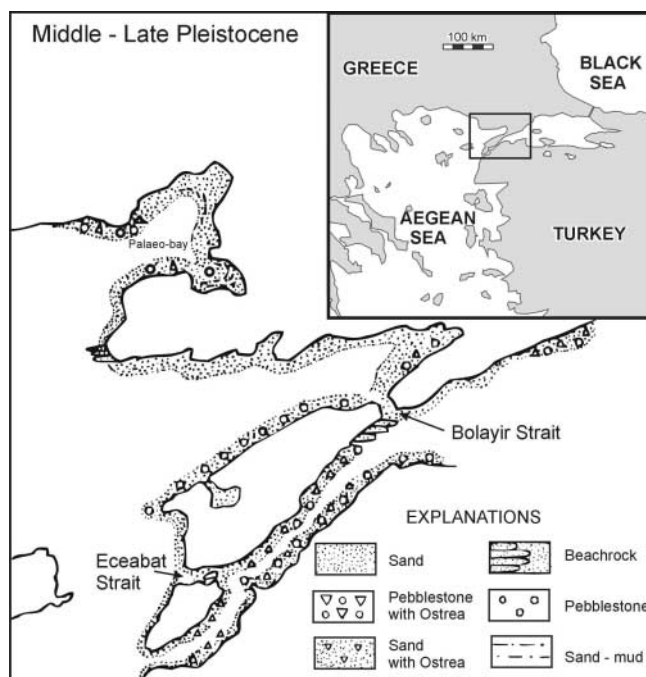 Middle - Late Pleistocene
100 km
GREECE
BLACK
SEA
AEGEAN
SEA
TURKEY
Palaeo-bay
Bolayir Strait
Eceabat
Strait
EXPLANATIONS
Sand
Beachrock
Pebblestone
with Ostrea
Pebblestone
Sand
with Ostrea
Sand - mud